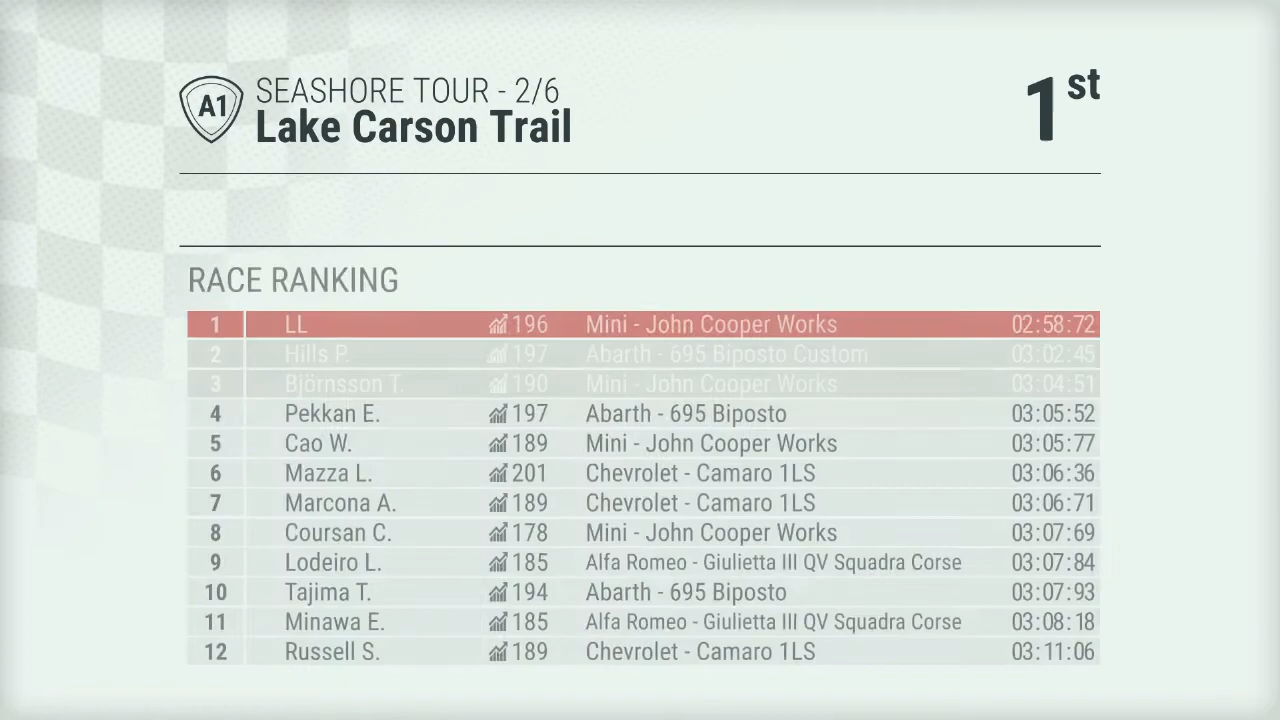 A1
SEASHORE TOUR - 2/6
Lake Carson Trail
1st
RACE RANKING
1 LL 196 Mini - John Cooper Works 02:58:72
2 Hills P. 197 Abarth - 695 Biposto Custom 03:02:45
3 Björnsson T. 190 Mini - John Cooper Works 03:04:51
4 Pekkan E. 197 Abarth - 695 Biposto 03:05:52
5 Cao W. 189 Mini - John Cooper Works 03:05:77
6 Mazza L. 201 Chevrolet - Camaro 1LS 03:06:36
7 Marcona A. 189 Chevrolet - Camaro 1LS 03:06:71
8 Coursan C. 178 Mini - John Cooper Works 03:07:69
9 Lodeiro L. 185 Alfa Romeo - Giulietta III QV Squadra Corse 03:07:84
10 Tajima T. 194 Abarth - 695 Biposto 03:07:93
11 Minawa E. 185 Alfa Romeo - Giulietta III QV Squadra Corse 03:08:18
12 Russell S. 189 Chevrolet - Camaro 1LS 03:11:06